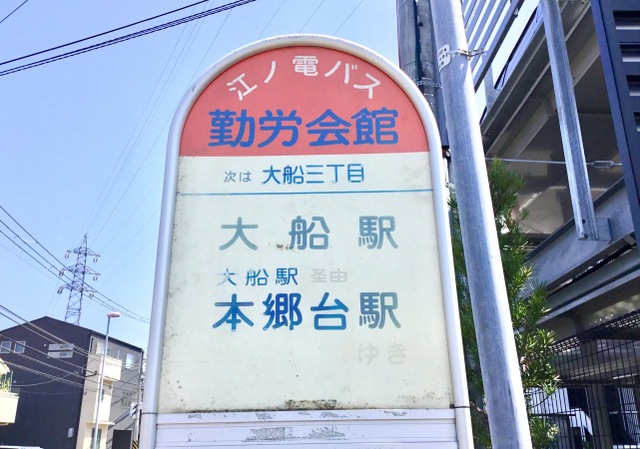 江ノ電バス
勤労会館
次は 大船三丁目
大船駅
大船駅 経由
本郷台駅
ゆき